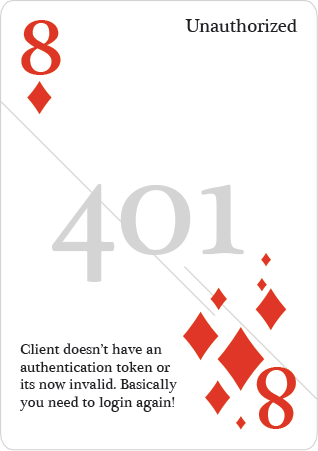 8
Unauthorized
401
Client doesn't have an
authentication token or
its now invalid. Basically
you need to login again!
8